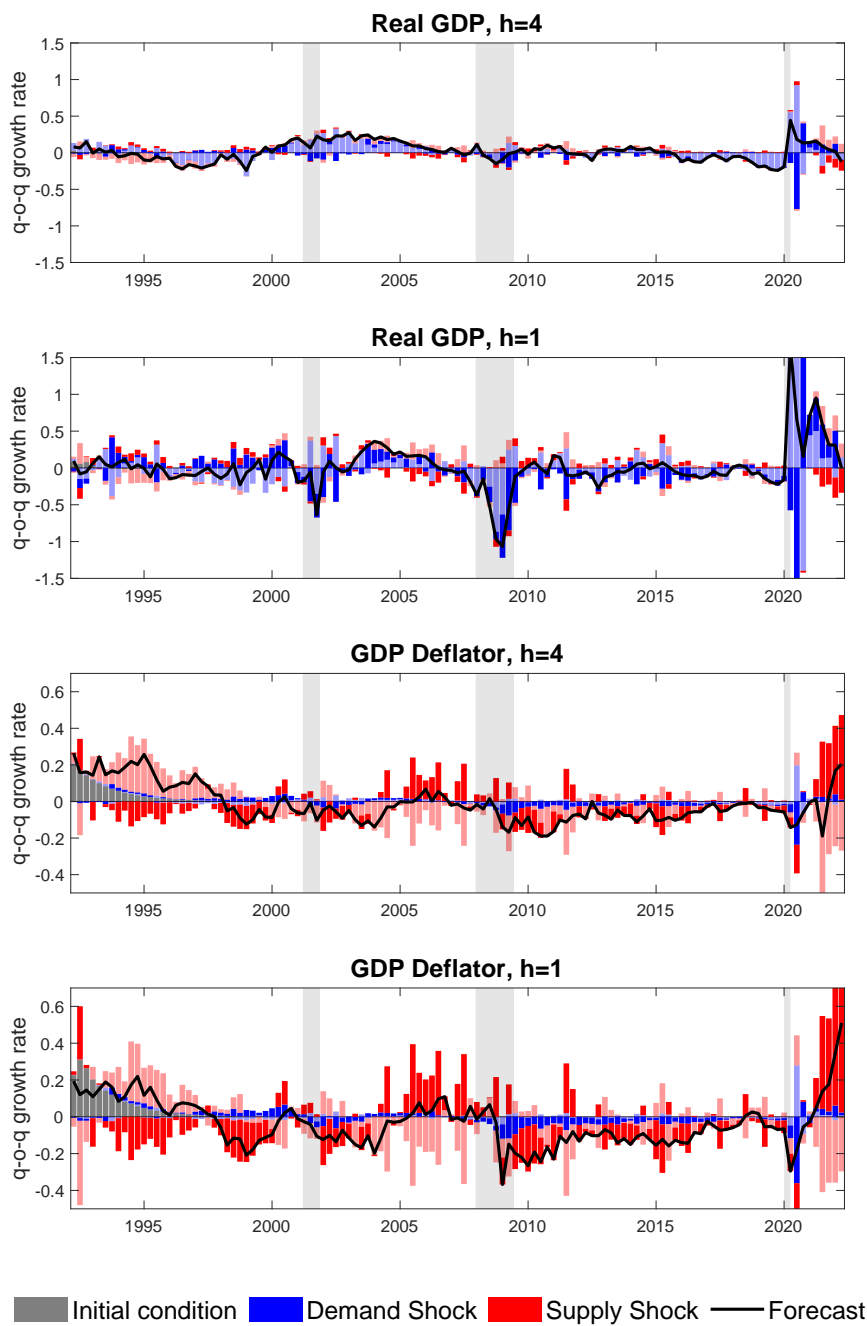 Real GDP, h=4
q-o-q growth rate
1.5
1
0.5
0
-0.5
-1
-1.5
1995 2000 2005 2010 2015 2020
Real GDP, h=1
q-o-q growth rate
1.5
1
0.5
0
-0.5
-1
-1.5
1995 2000 2005 2010 2015 2020
GDP Deflator, h=4
q-o-q growth rate
0.6
0.4
0.2
0
-0.2
-0.4
1995 2000 2005 2010 2015 2020
GDP Deflator, h=1
q-o-q growth rate
0.6
0.4
0.2
0
-0.2
-0.4
1995 2000 2005 2010 2015 2020
Initial condition Demand Shock Supply Shock Forecast